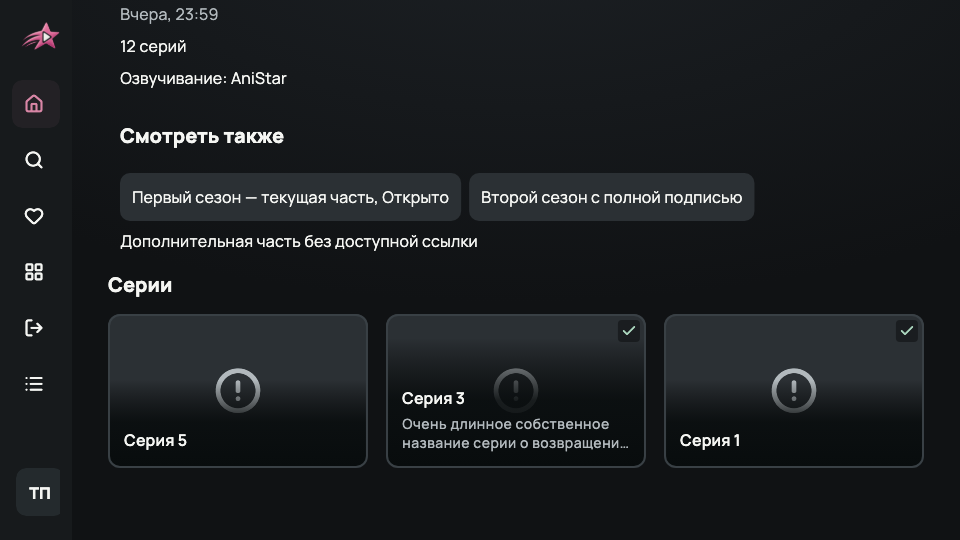 Вчера, 23:59
12 серий
Озвучивание: AniStar
Смотреть также
Первый сезон — текущая часть, Открыто
Второй сезон с полной подписью
Дополнительная часть без доступной ссылки
Серии
Серия 5
Серия 3
Очень длинное собственное
название серии о возвращени…
Серия 1
ТП